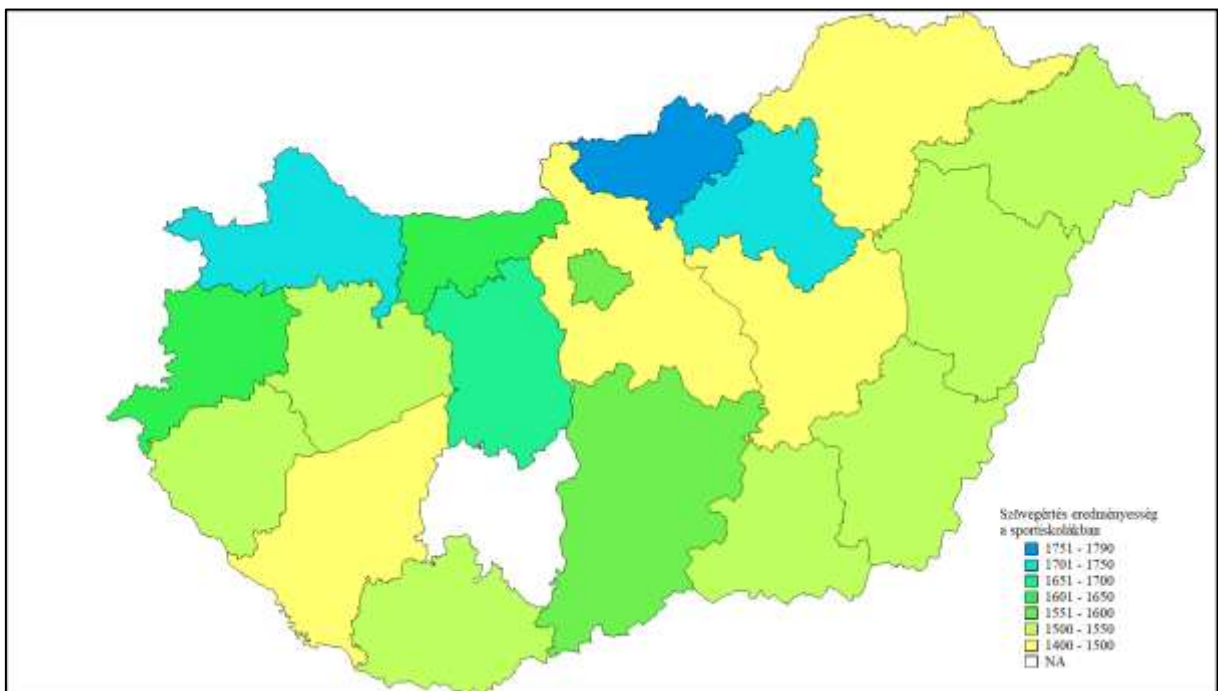 Szövegértés eredményesség
a sportiskolákban
1751 - 1790
1701 - 1750
1651 - 1700
1601 - 1650
1551 - 1600
1500 - 1550
1400 - 1500
NA